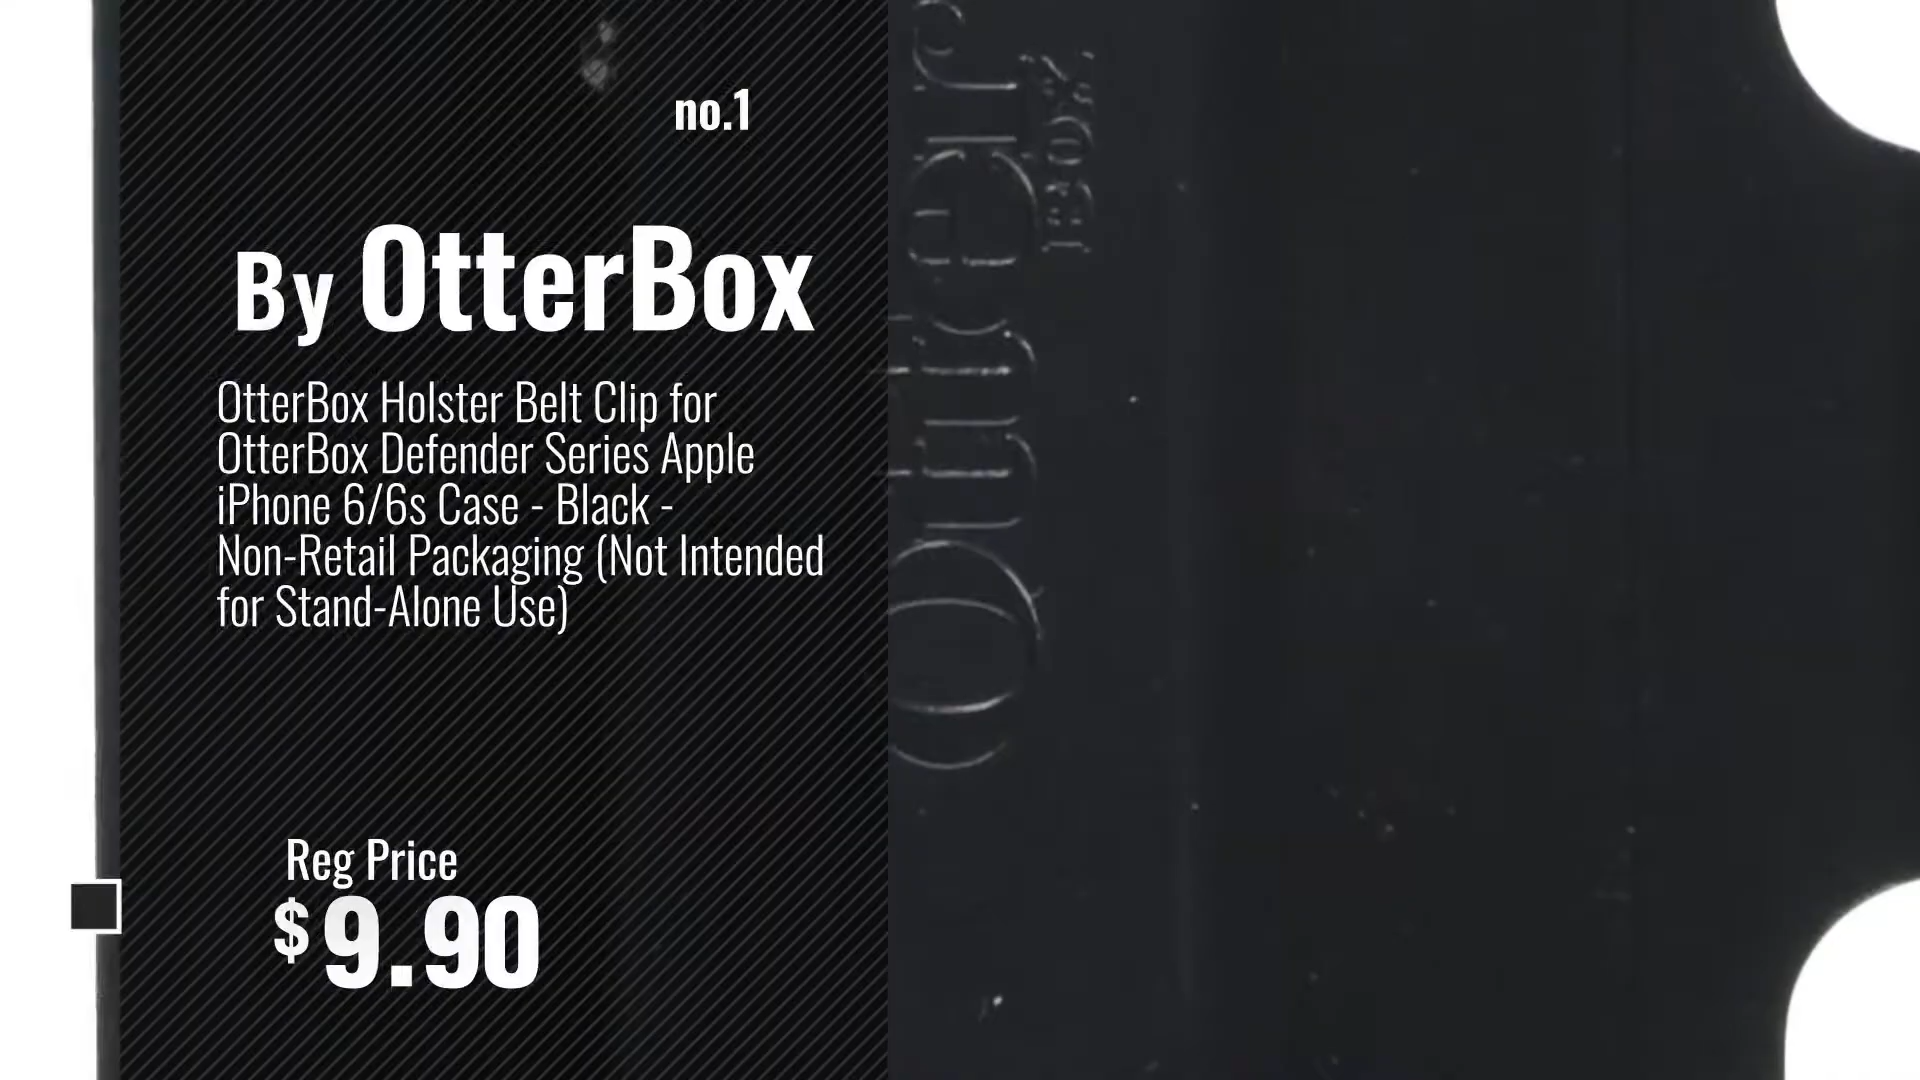 no.1
By OtterBox
OtterBox Holster Belt Clip for
OtterBox Defender Series Apple
iPhone 6/6s Case - Black -
Non-Retail Packaging (Not Intended
for Stand-Alone Use)
Reg Price
$9.90